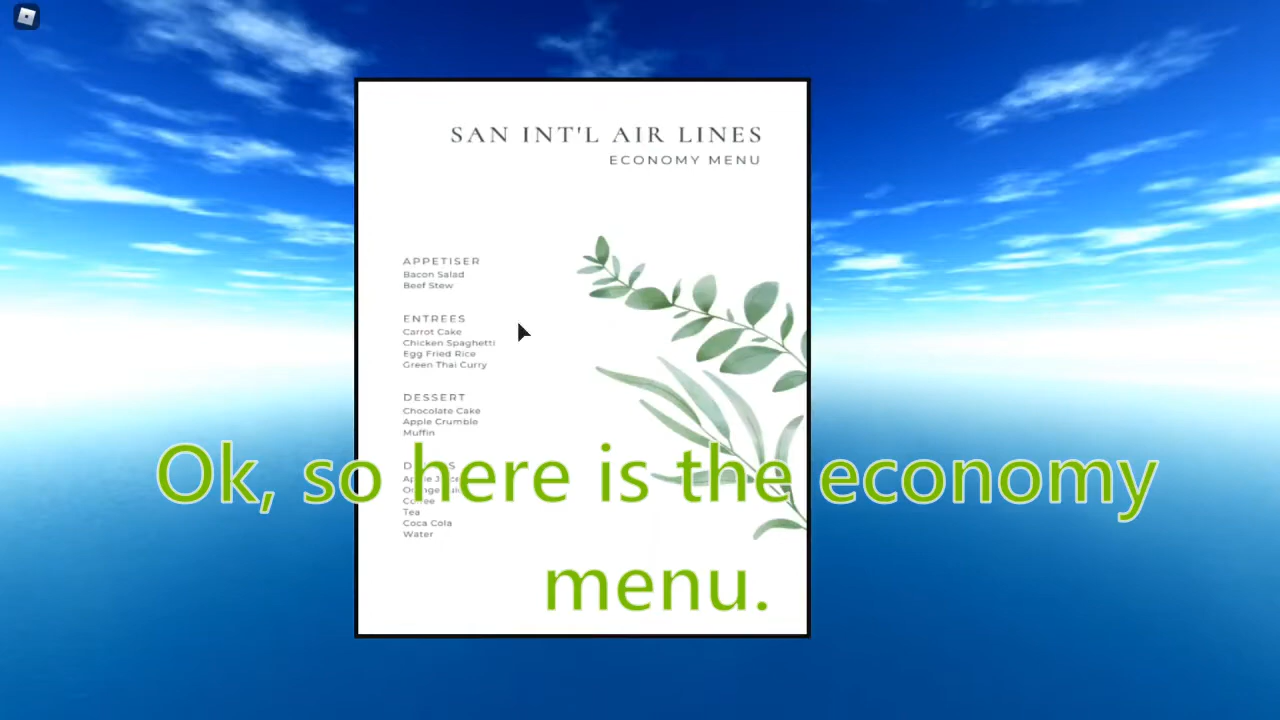 SAN INT'L AIR LINES
ECONOMY MENU
APPETISER
Bacon Salad
Beef Stew
ENTREES
Carrot Cake
Chicken Spaghetti
Egg Fried Rice
Green Thai Curry
DESSERT
Chocolate Cake
Apple Crumble
Muffin
Ok, so here is the economy
Coffee
Tea
Coca Cola
Water
menu.